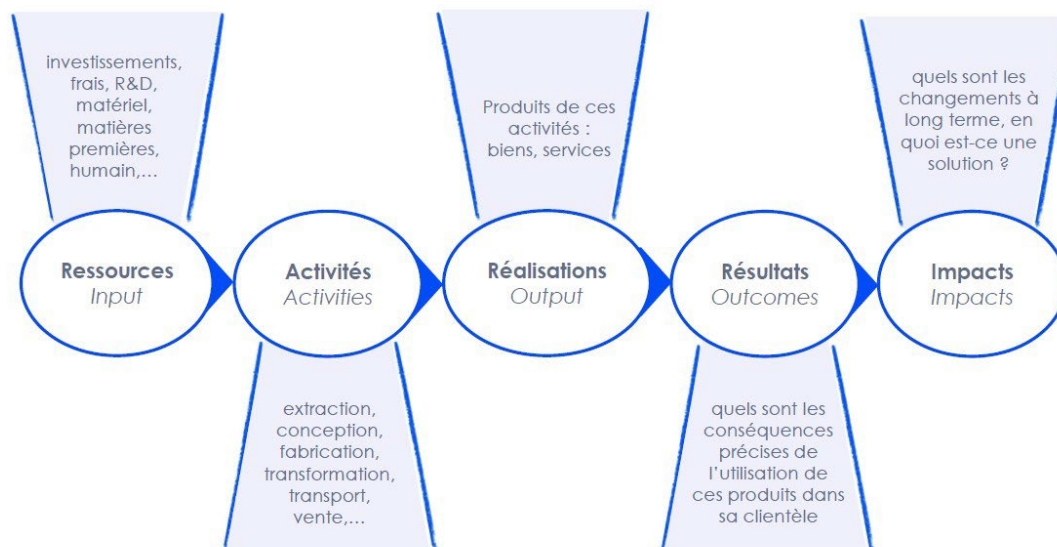 investissements,
frais, R&D,
matériel,
matières
premières,
humain,...
Produits de ces
activités :
biens, services
quels sont les
changements à
long terme, en
quoi est-ce une
solution ?
Ressources
Input
Activités
Activities
Réalisations
Output
Résultats
Outcomes
Impacts
Impacts
extraction,
conception,
fabrication,
transformation,
transport,
vente,...
quels sont les
conséquences
précises de
l'utilisation de
ces produits dans
sa clientèle